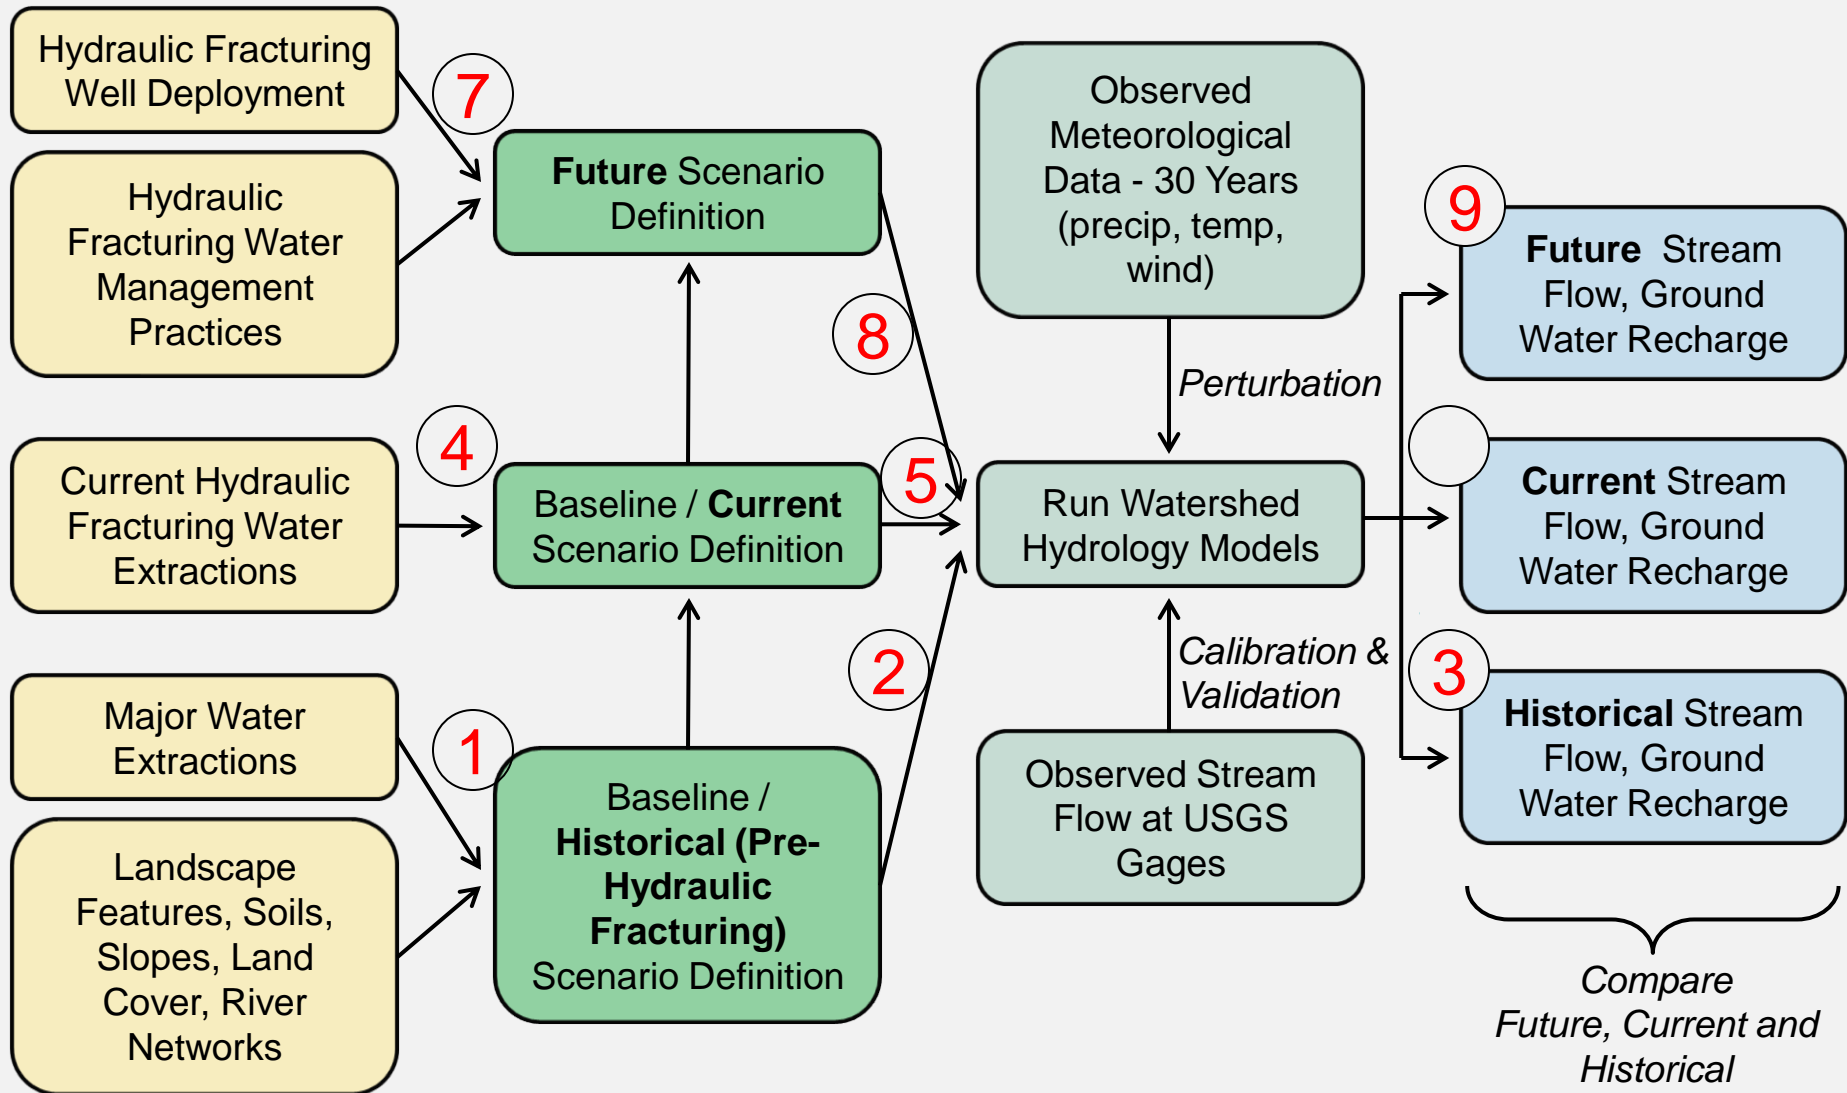 Hydraulic Fracturing
Well Deployment
7
Hydraulic
Fracturing Water
Management
Practices
Future Scenario
Definition
Observed
Meteorological
Data - 30 Years
(precip, temp,
wind)
8
Perturbation
9
Future Stream
Flow, Ground
Water Recharge
Current Hydraulic
Fracturing Water
Extractions
4
Baseline / Current
Scenario Definition
5
Run Watershed
Hydrology Models
Current Stream
Flow, Ground
Water Recharge
Major Water
Extractions
Landscape
Features, Soils,
Slopes, Land
Cover, River
Networks
1
Baseline /
Historical (Pre-
Hydraulic
Fracturing)
Scenario Definition
2
Calibration &
Validation
Observed Stream
Flow at USGS
Gages
3
Historical Stream
Flow, Ground
Water Recharge
Compare
Future, Current and
Historical